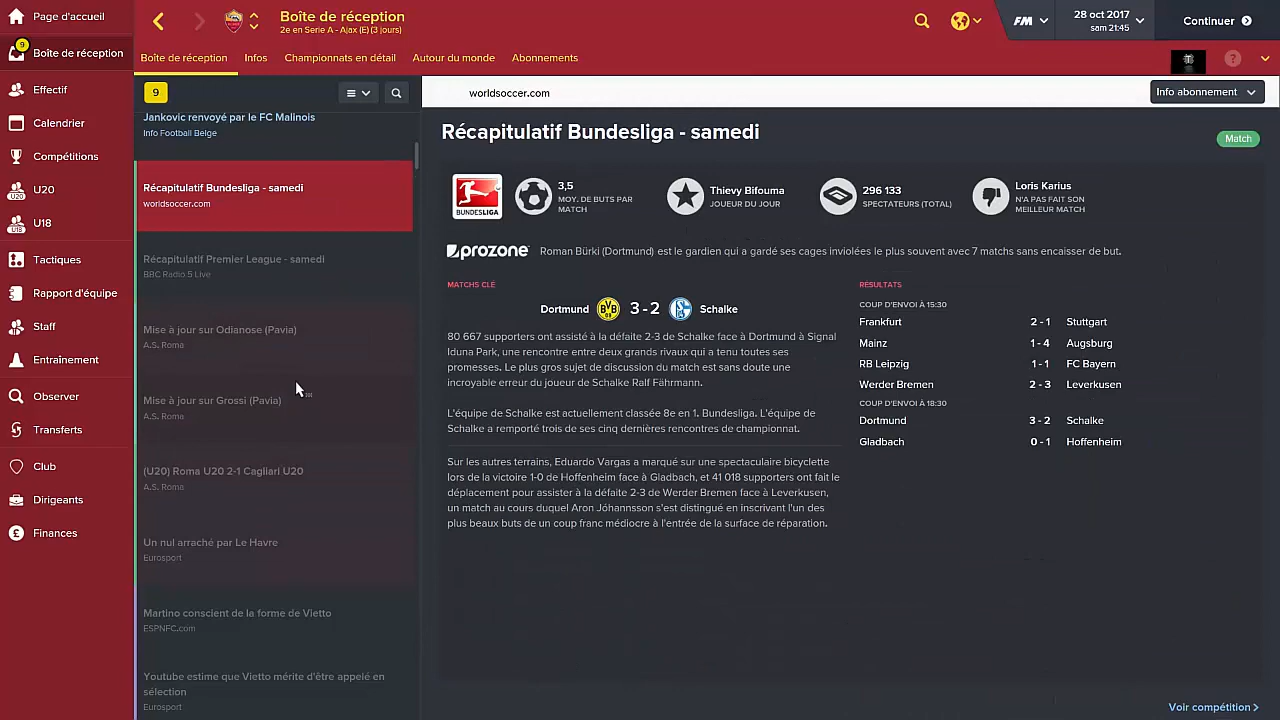 Page d'accueil
9
Boîte de réception
Effectif
Calendrier
Compétitions
U20
U20
U18
U18
Tactiques
Rapport d'équipe
Staff
Entraînement
Observer
Transferts
Club
Dirigeants
Finances
Boîte de réception
2e en Serie A - Ajax (E) (3 jours)
FM
28 oct 2017
sam 21:45
Continuer
Boîte de réception
Infos
Championnats en détail
Autour du monde
Abonnements
?
9
Jankovic renvoyé par le FC Malinois
Info Football Belge
Récapitulatif Bundesliga - samedi
worldsoccer.com
Récapitulatif Premier League - samedi
BBC Radio 5 Live
Mise à jour sur Odianose (Pavia)
A.S. Roma
Mise à jour sur Grossi (Pavia)
A.S. Roma
(U20) Roma U20 2-1 Cagliari U20
A.S. Roma
Un nul arraché par Le Havre
Eurosport
Martino conscient de la forme de Vietto
ESPNFC.com
Youtube estime que Vietto mérite d'être appelé en
sélection
Eurosport
worldsoccer.com
Info abonnement
Récapitulatif Bundesliga - samedi
Match
BUNDESLIGA
3,5
MOY. DE BUTS PAR
MATCH
Thievy Bifouma
JOUEUR DU JOUR
296 133
SPECTATEURS (TOTAL)
Loris Karius
N'A PAS FAIT SON
MEILLEUR MATCH
prozone
Roman Bürki (Dortmund) est le gardien qui a gardé ses cages inviolées le plus souvent avec 7 matchs sans encaisser de but.
MATCHS CLÉ
Dortmund BVB 09 3 - 2 Schalke
80 667 supporters ont assisté à la défaite 2-3 de Schalke face à Dortmund à Signal
Iduna Park, une rencontre entre deux grands rivaux qui a tenu toutes ses
promesses. Le plus gros sujet de discussion du match est sans doute une
incroyable erreur du joueur de Schalke Ralf Fährmann.
L'équipe de Schalke est actuellement classée 8e en 1. Bundesliga. L'équipe de
Schalke a remporté trois de ses cinq dernières rencontres de championnat.
Sur les autres terrains, Eduardo Vargas a marqué sur une spectaculaire bicyclette
lors de la victoire 1-0 de Hoffenheim face à Gladbach, et 41 018 supporters ont fait le
déplacement pour assister à la défaite 2-3 de Werder Bremen face à Leverkusen,
un match au cours duquel Aron Jóhannsson s'est distingué en inscrivant l'un des
plus beaux buts de un coup franc médiocre à l'entrée de la surface de réparation.
RÉSULTATS
COUP D'ENVOI À 15:30
Frankfurt 2 - 1 Stuttgart
Mainz 1 - 4 Augsburg
RB Leipzig 1 - 1 FC Bayern
Werder Bremen 2 - 3 Leverkusen
COUP D'ENVOI À 18:30
Dortmund 3 - 2 Schalke
Gladbach 0 - 1 Hoffenheim
Voir compétition >